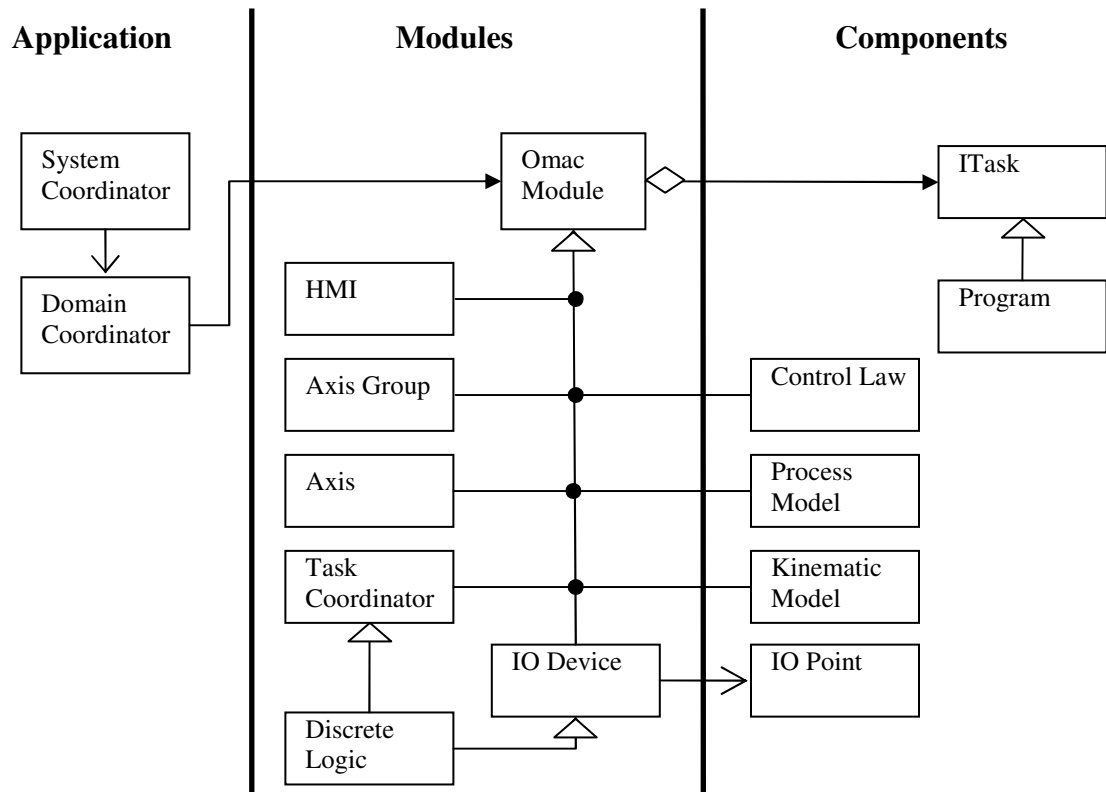 Application
Modules
Components
System
Coordinator
Omac
Module
ITask
Domain
Coordinator
HMI
Program
Axis Group
Control Law
Axis
Process
Model
Task
Coordinator
Kinematic
Model
IO Device
IO Point
Discrete
Logic